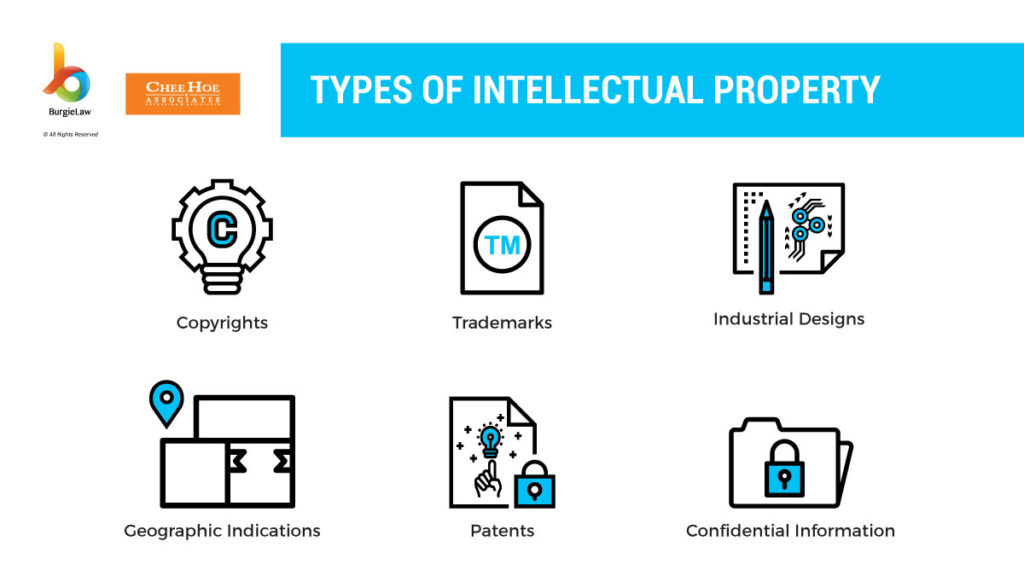 BurgieLaw
© All Rights Reserved
CHEE HOE
ASSOCIATES
TYPES OF INTELLECTUAL PROPERTY
C
TM
Copyrights
Trademarks
Industrial Designs
Geographic Indications
Patents
Confidential Information